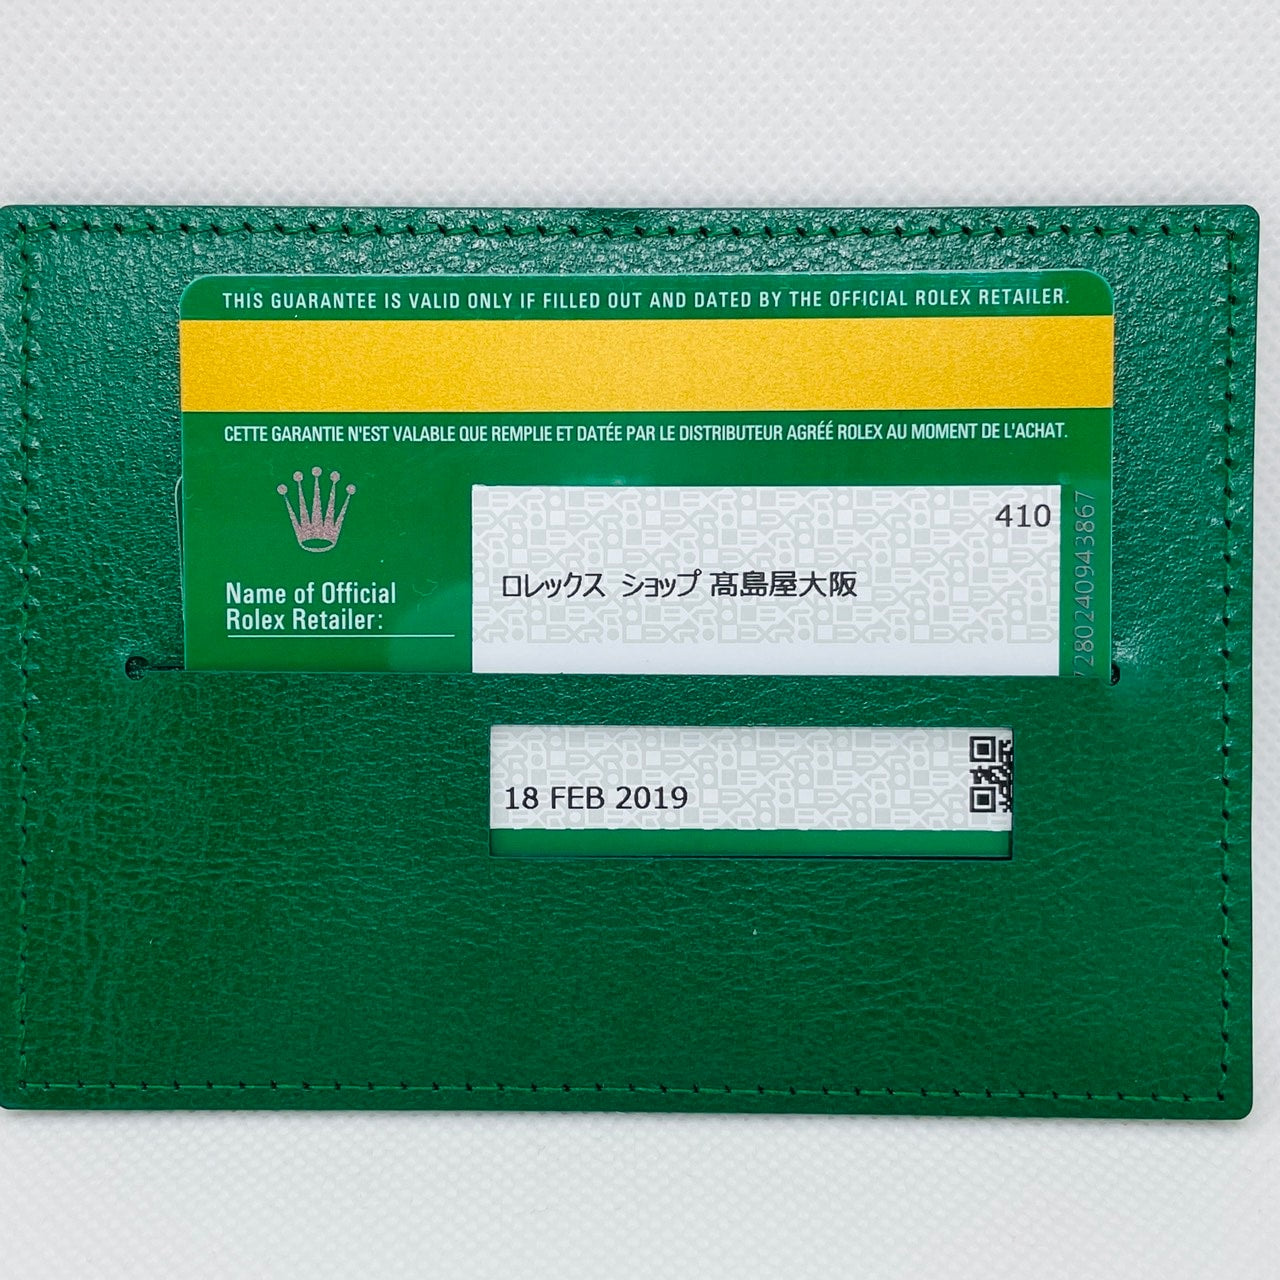 THIS GUARANTEE IS VALID ONLY IF FILLED OUT AND DATED BY THE OFFICIAL ROLEX RETAILER.
CETTE GARANTIE N'EST VALABLE QUE REMPLIE ET DATÉE PAR LE DISTRIBUTEUR AGRÉÉ ROLEX AU MOMENT DE L'ACHAT.
410
ロレックス ショップ 髙島屋大阪
Name of Official
Rolex Retailer:
7280240943867
18 FEB 2019